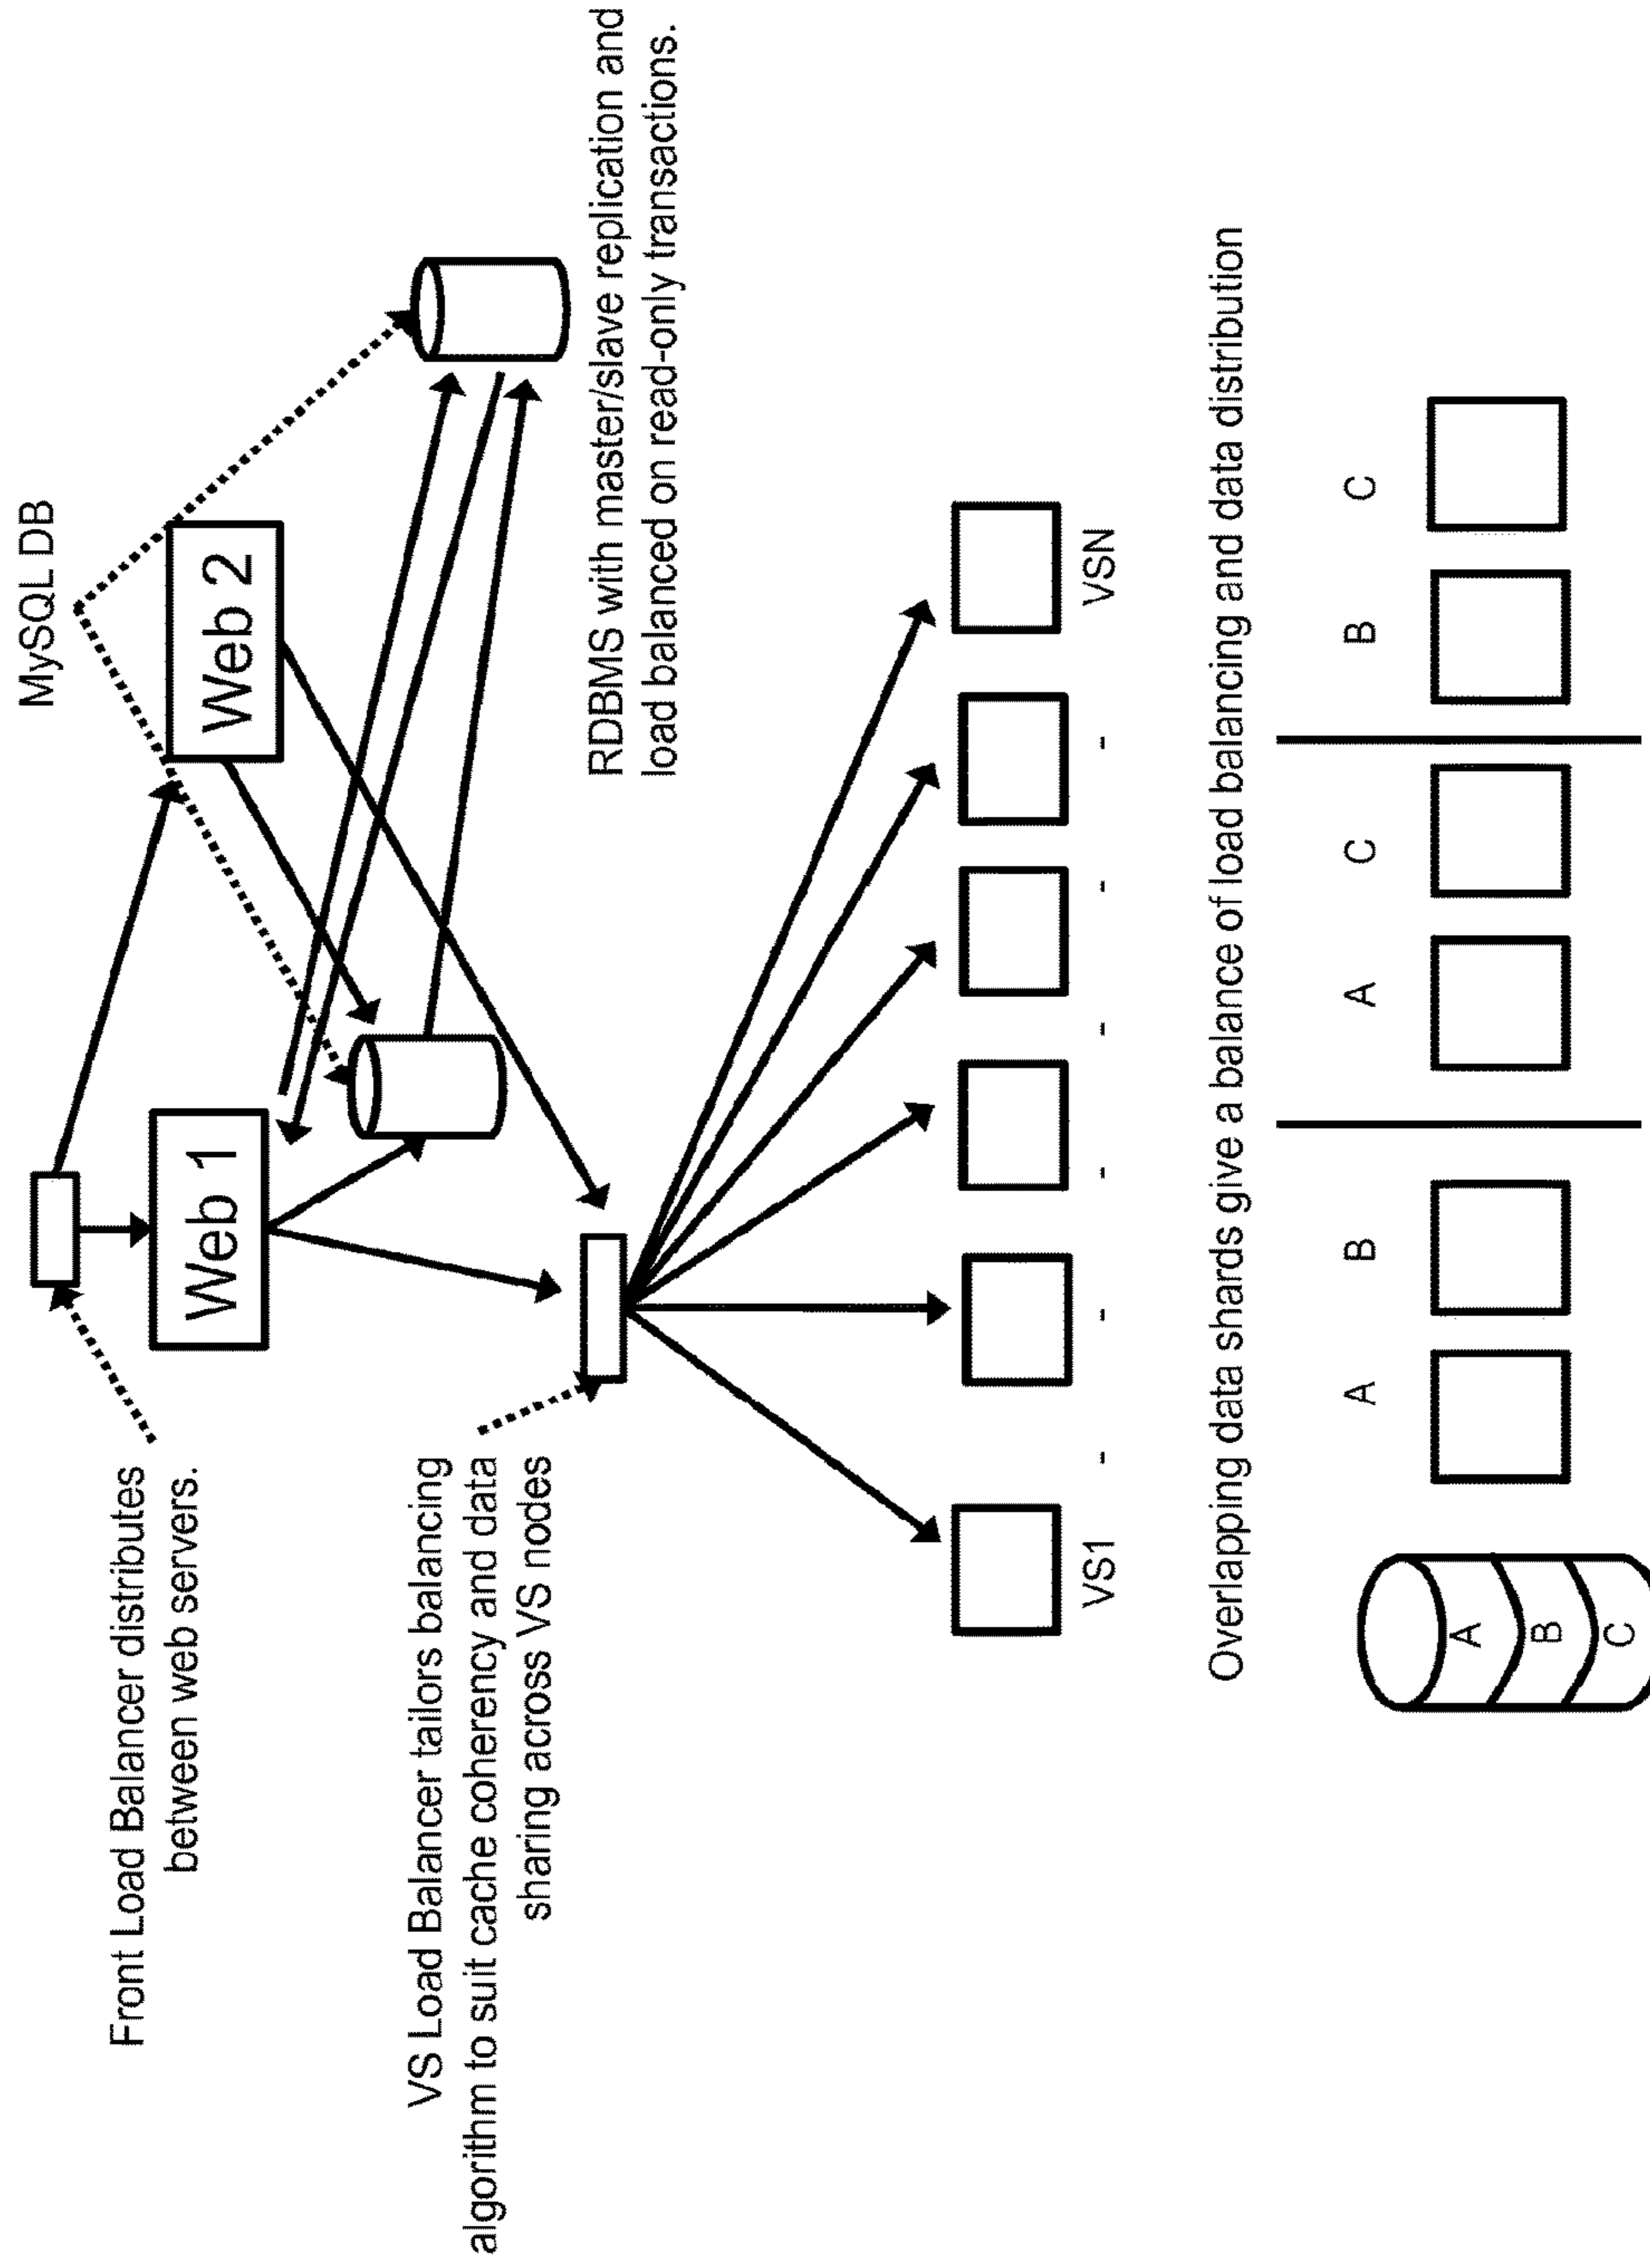 MySQL DB
Front Load Balancer distributes
between web servers.
Web 1
Web 2
VS Load Balancer tailors balancing
algorithm to suit cache coherency and data
sharing across VS nodes
RDBMS with master/slave replication and
load balanced on read-only transactions.
VS1 - - - - - - VSN
Overlapping data shards give a balance of load balancing and data distribution
A B A C B C
A
B
C